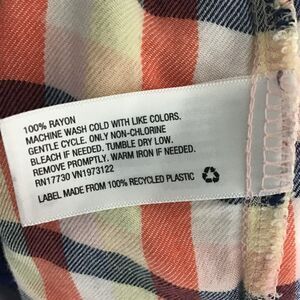 100% RAYON
MACHINE WASH COLD WITH LIKE COLORS.
GENTLE CYCLE. ONLY NON-CHLORINE
BLEACH IF NEEDED. TUMBLE DRY LOW.
REMOVE PROMPTLY. WARM IRON IF NEEDED.
RN17730 VN1973122
LABEL MADE FROM 100% RECYCLED PLASTIC